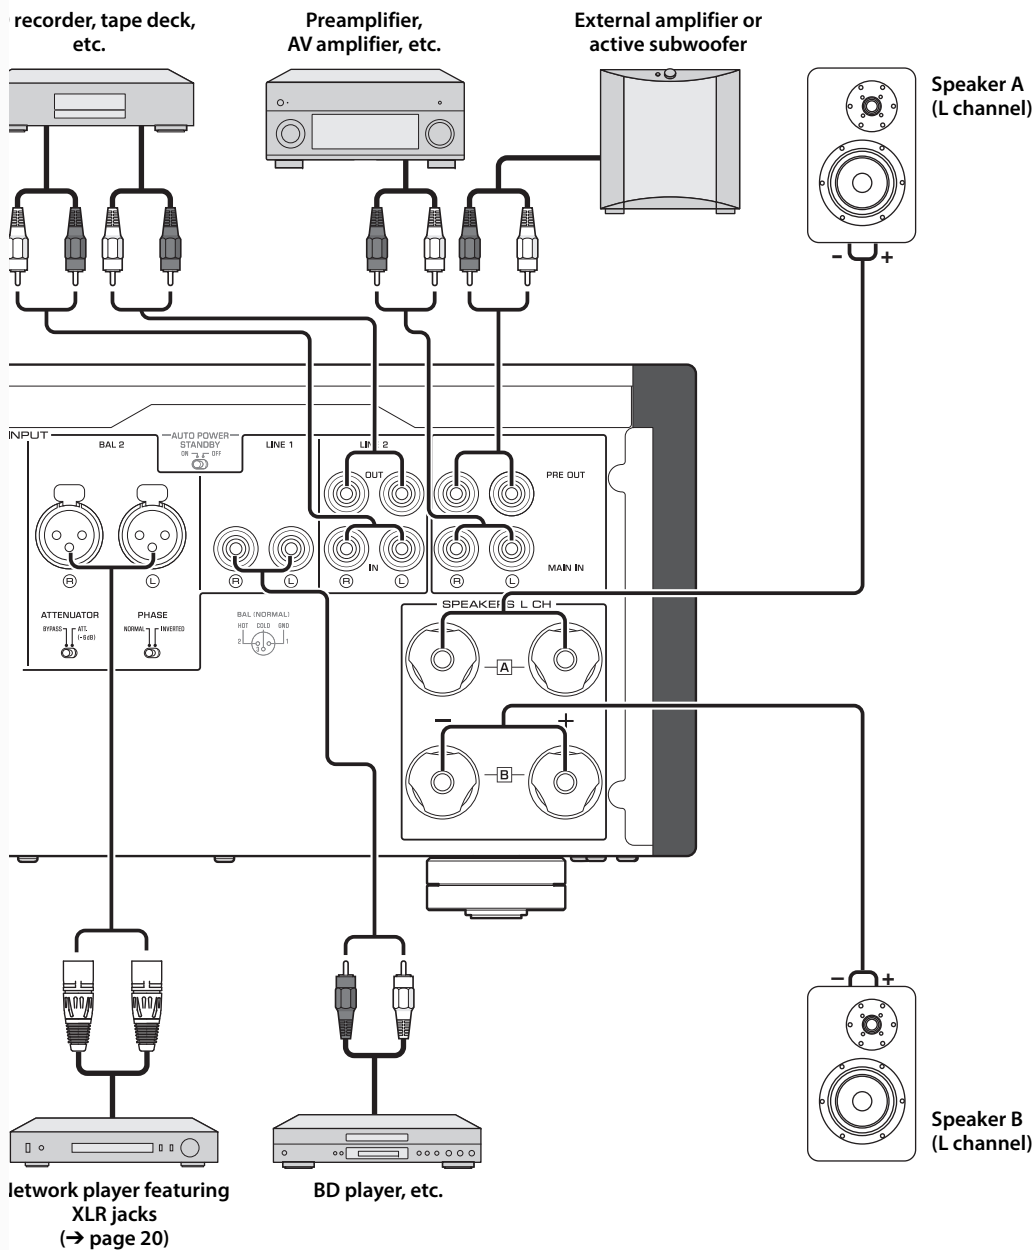 recorder, tape deck,
etc.
Preamplifier,
AV amplifier, etc.
External amplifier or
active subwoofer
Speaker A
(L channel)
− +
INPUT
BAL 2
AUTO POWER
STANDBY
ON OFF
LINE 1
LINE 2
OUT
PRE OUT
IN
MAIN IN
R L R L R L R L
ATTENUATOR
BYPASS ATT.
(-6dB)
PHASE
NORMAL INVERTED
BAL (NORMAL)
HOT COLD GND
2 3 1
SPEAKERS L CH
A
− +
B
− +
Speaker B
(L channel)
Network player featuring
XLR jacks
(➔ page 20)
BD player, etc.